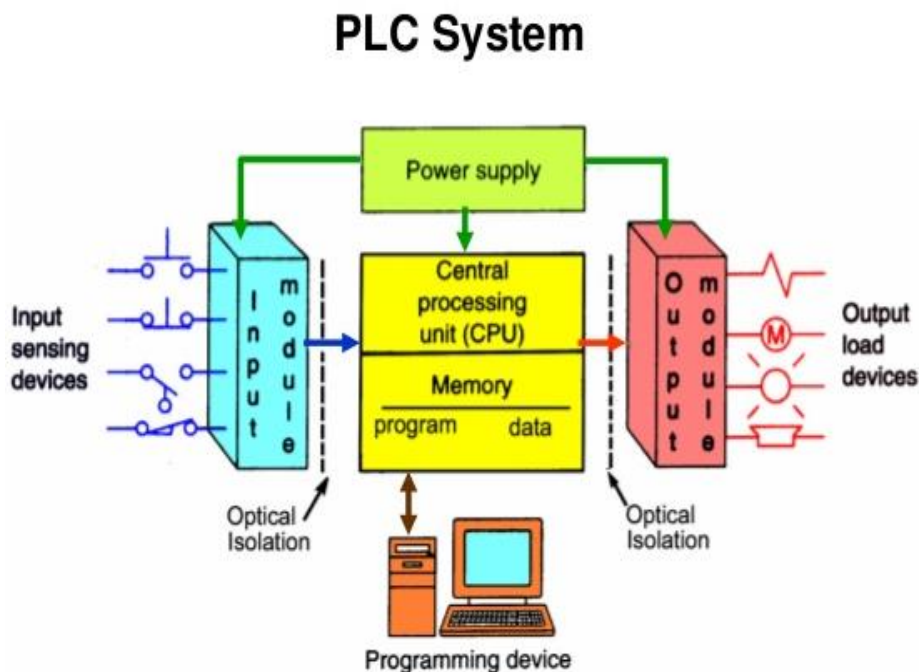 PLC System
Power supply
Input
sensing
devices
Input
module
Central
processing
unit (CPU)
Memory
program data
Output
module
Output
load
devices
M
Optical
Isolation
Optical
Isolation
Programming device